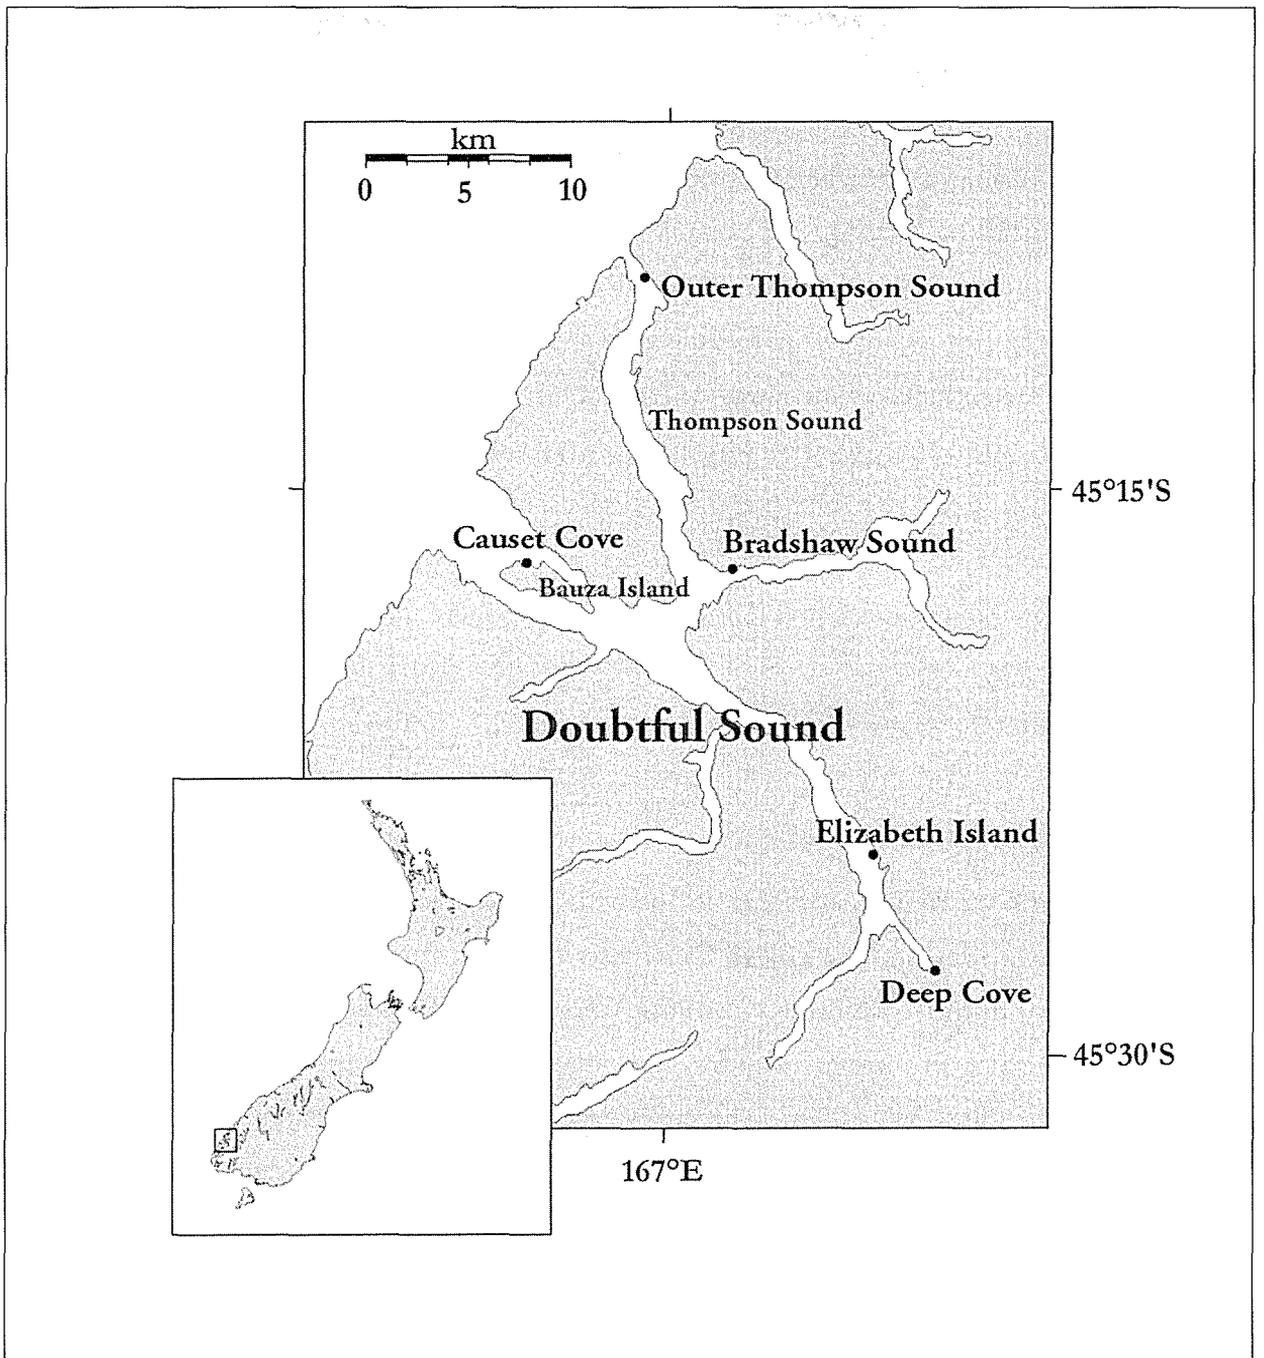 km
0 5 10
Outer Thompson Sound
Thompson Sound
45°15'S
Causet Cove
Bradshaw Sound
Bauza Island
Doubtful Sound
Elizabeth Island
Deep Cove
45°30'S
167°E